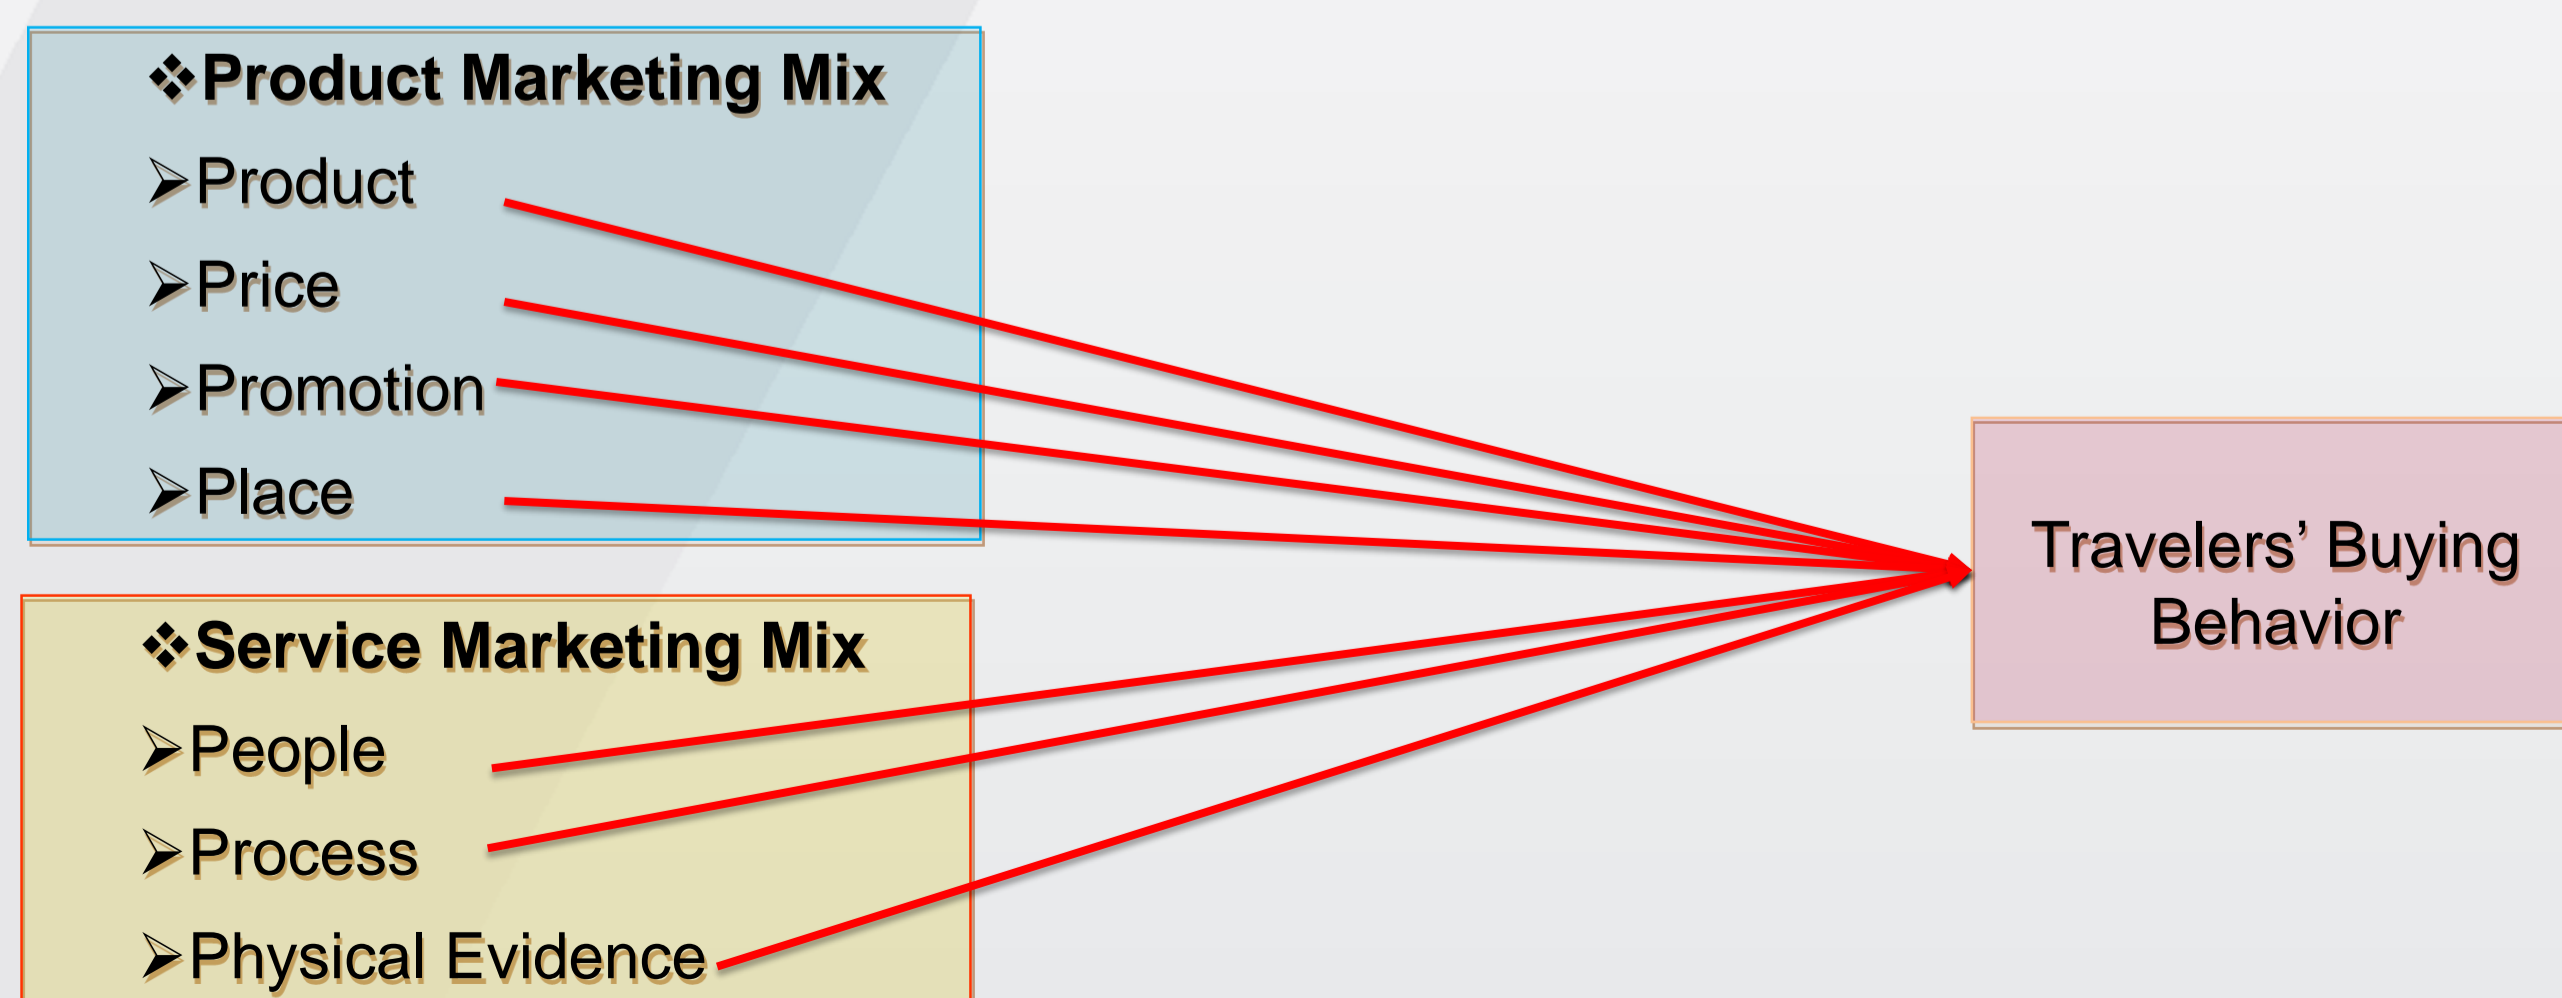 ❖Product Marketing Mix
➢Product
➢Price
➢Promotion
➢Place
❖Service Marketing Mix
➢People
➢Process
➢Physical Evidence
Travelers’ Buying
Behavior